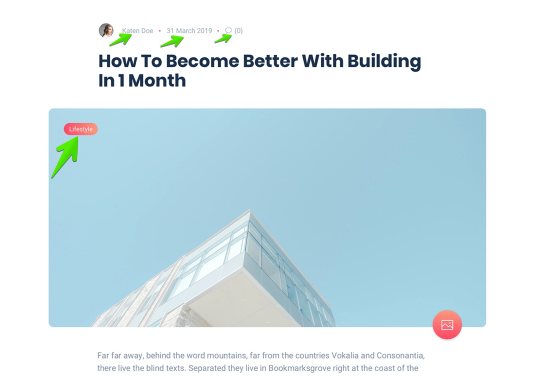 Katen Doe • 31 March 2019 • (0)
How To Become Better With Building
In 1 Month
Lifestyle
Far far away, behind the word mountains, far from the countries Vokalia and Consonantia,
there live the blind texts. Separated they live in Bookmarksgrove right at the coast of the